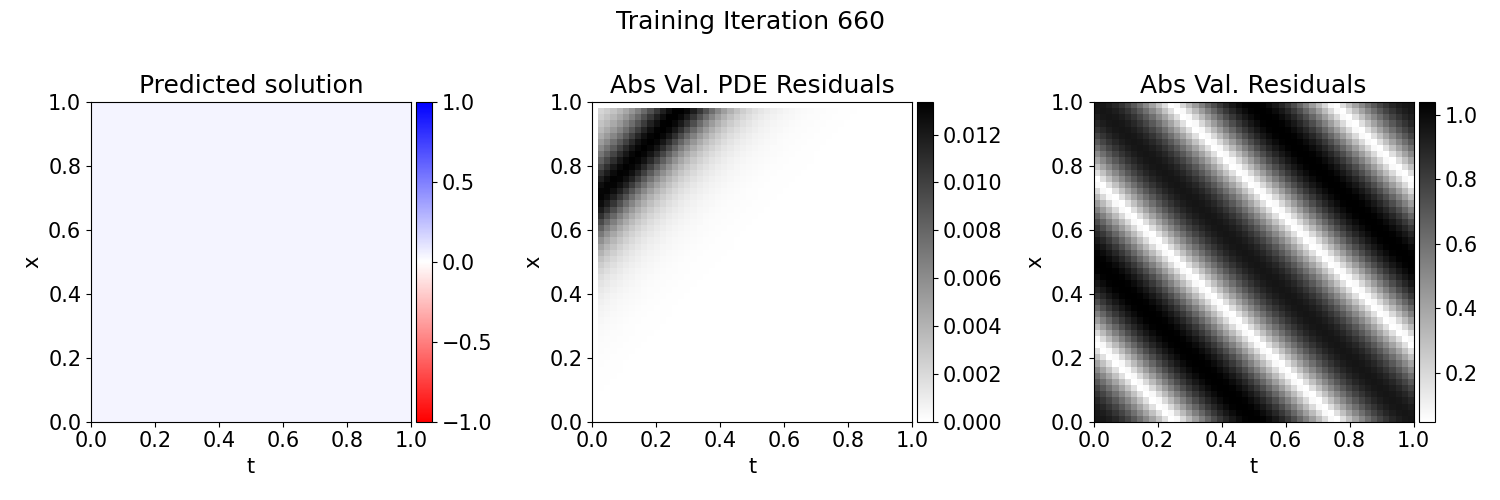 Training Iteration 660
Predicted solution
Abs Val. PDE Residuals
Abs Val. Residuals
1.0
0.8
0.6
0.4
0.2
0.0
x
0.0 0.2 0.4 0.6 0.8 1.0
t
1.0
0.5
0.0
−0.5
−1.0
1.0
0.8
0.6
0.4
0.2
0.0
x
0.0 0.2 0.4 0.6 0.8 1.0
t
0.012
0.010
0.008
0.006
0.004
0.002
0.000
1.0
0.8
0.6
0.4
0.2
0.0
x
0.0 0.2 0.4 0.6 0.8 1.0
t
1.0
0.8
0.6
0.4
0.2